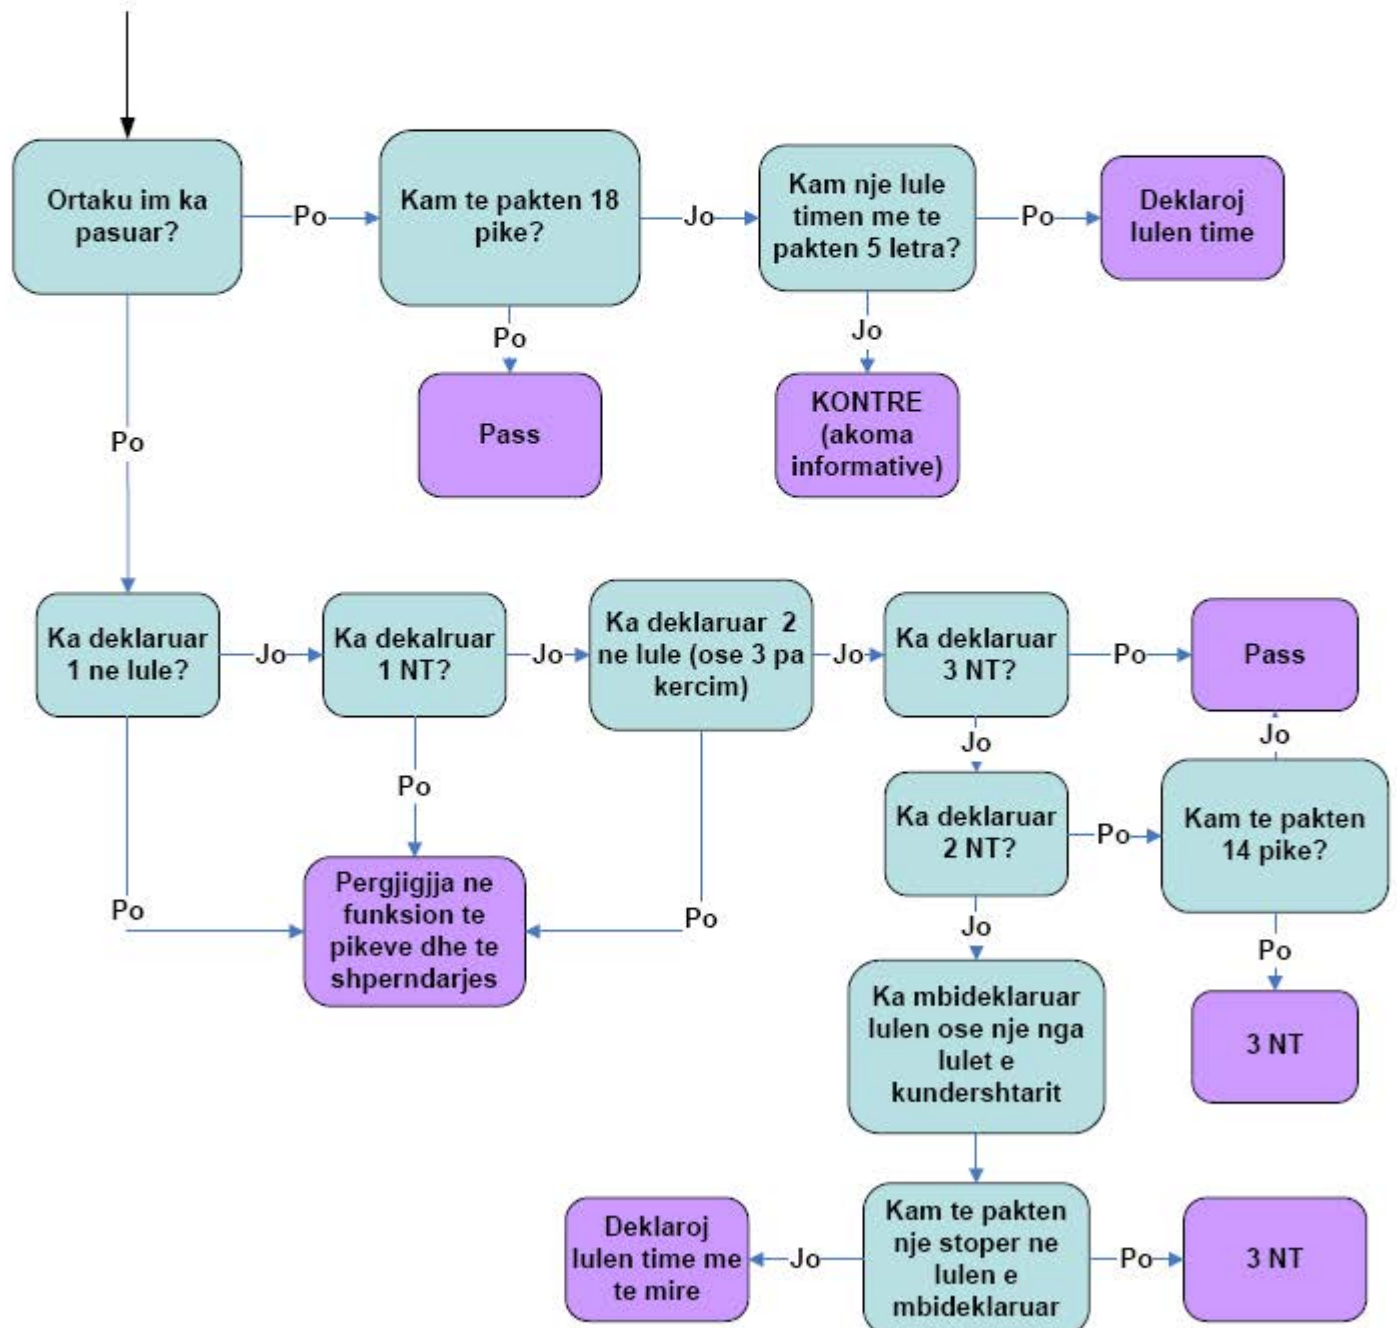 Ortaku im ka
pasuar?
Po
Kam te pakten 18
pike?
Jo
Kam nje lule
timen me te
pakten 5 letra?
Po
Deklaroj
lulen time
Po
Pass
Jo
KONTRE
(akoma
informative)
Po
Ka deklaruar
1 ne lule?
Jo
Ka dekalruar
1 NT?
Jo
Ka deklaruar 2
ne lule (ose 3 pa
kercim)
Jo
Ka deklaruar
3 NT?
Po
Pass
Po
Po
Po
Pergjigjja ne
funksion te
pikeve dhe te
shperndarjes
Jo
Ka deklaruar
2 NT?
Po
Kam te pakten
14 pike?
Jo
Po
3 NT
Jo
Ka mbideklaruar
lulen ose nje nga
lulet e
kundershtarit
Kam te pakten
nje stoper ne
lulen e
mbideklaruar
Jo
Deklaroj
lulen time me
te mire
Po
3 NT